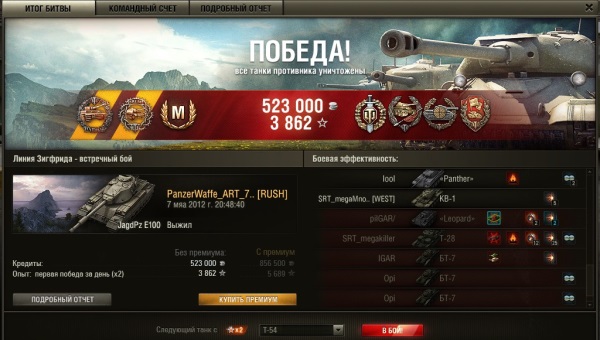 ИТОГ БИТВЫ КОМАНДНЫЙ СЧЕТ ПОДРОБНЫЙ ОТЧЕТ
ПОБЕДА!
все танки противника уничтожены
M
523 000
3 862
Линия Зигфрида - встречный бой
Боевая эффективность:
PanzerWaffe_ART_7.. [RUSH]
7 мая 2012 г. 20:48:40
JagdPz E100 Выжил
Без премиума: С премиум
Кредиты: 523 000 856 500
Опыт: первая победа за день (x2) 3 862 5 689
ПОДРОБНЫЙ ОТЧЕТ КУПИТЬ ПРЕМИУМ
lool «Panther» 2
SRT_megaMno.. [WEST] КВ-1
pilGAR/ «Leopard»
SRT_megakiller Т-28
IGAR БТ-7
Opi БТ-7
Opi БТ-7
Следующий танк с x2 Т-54 В БОЙ